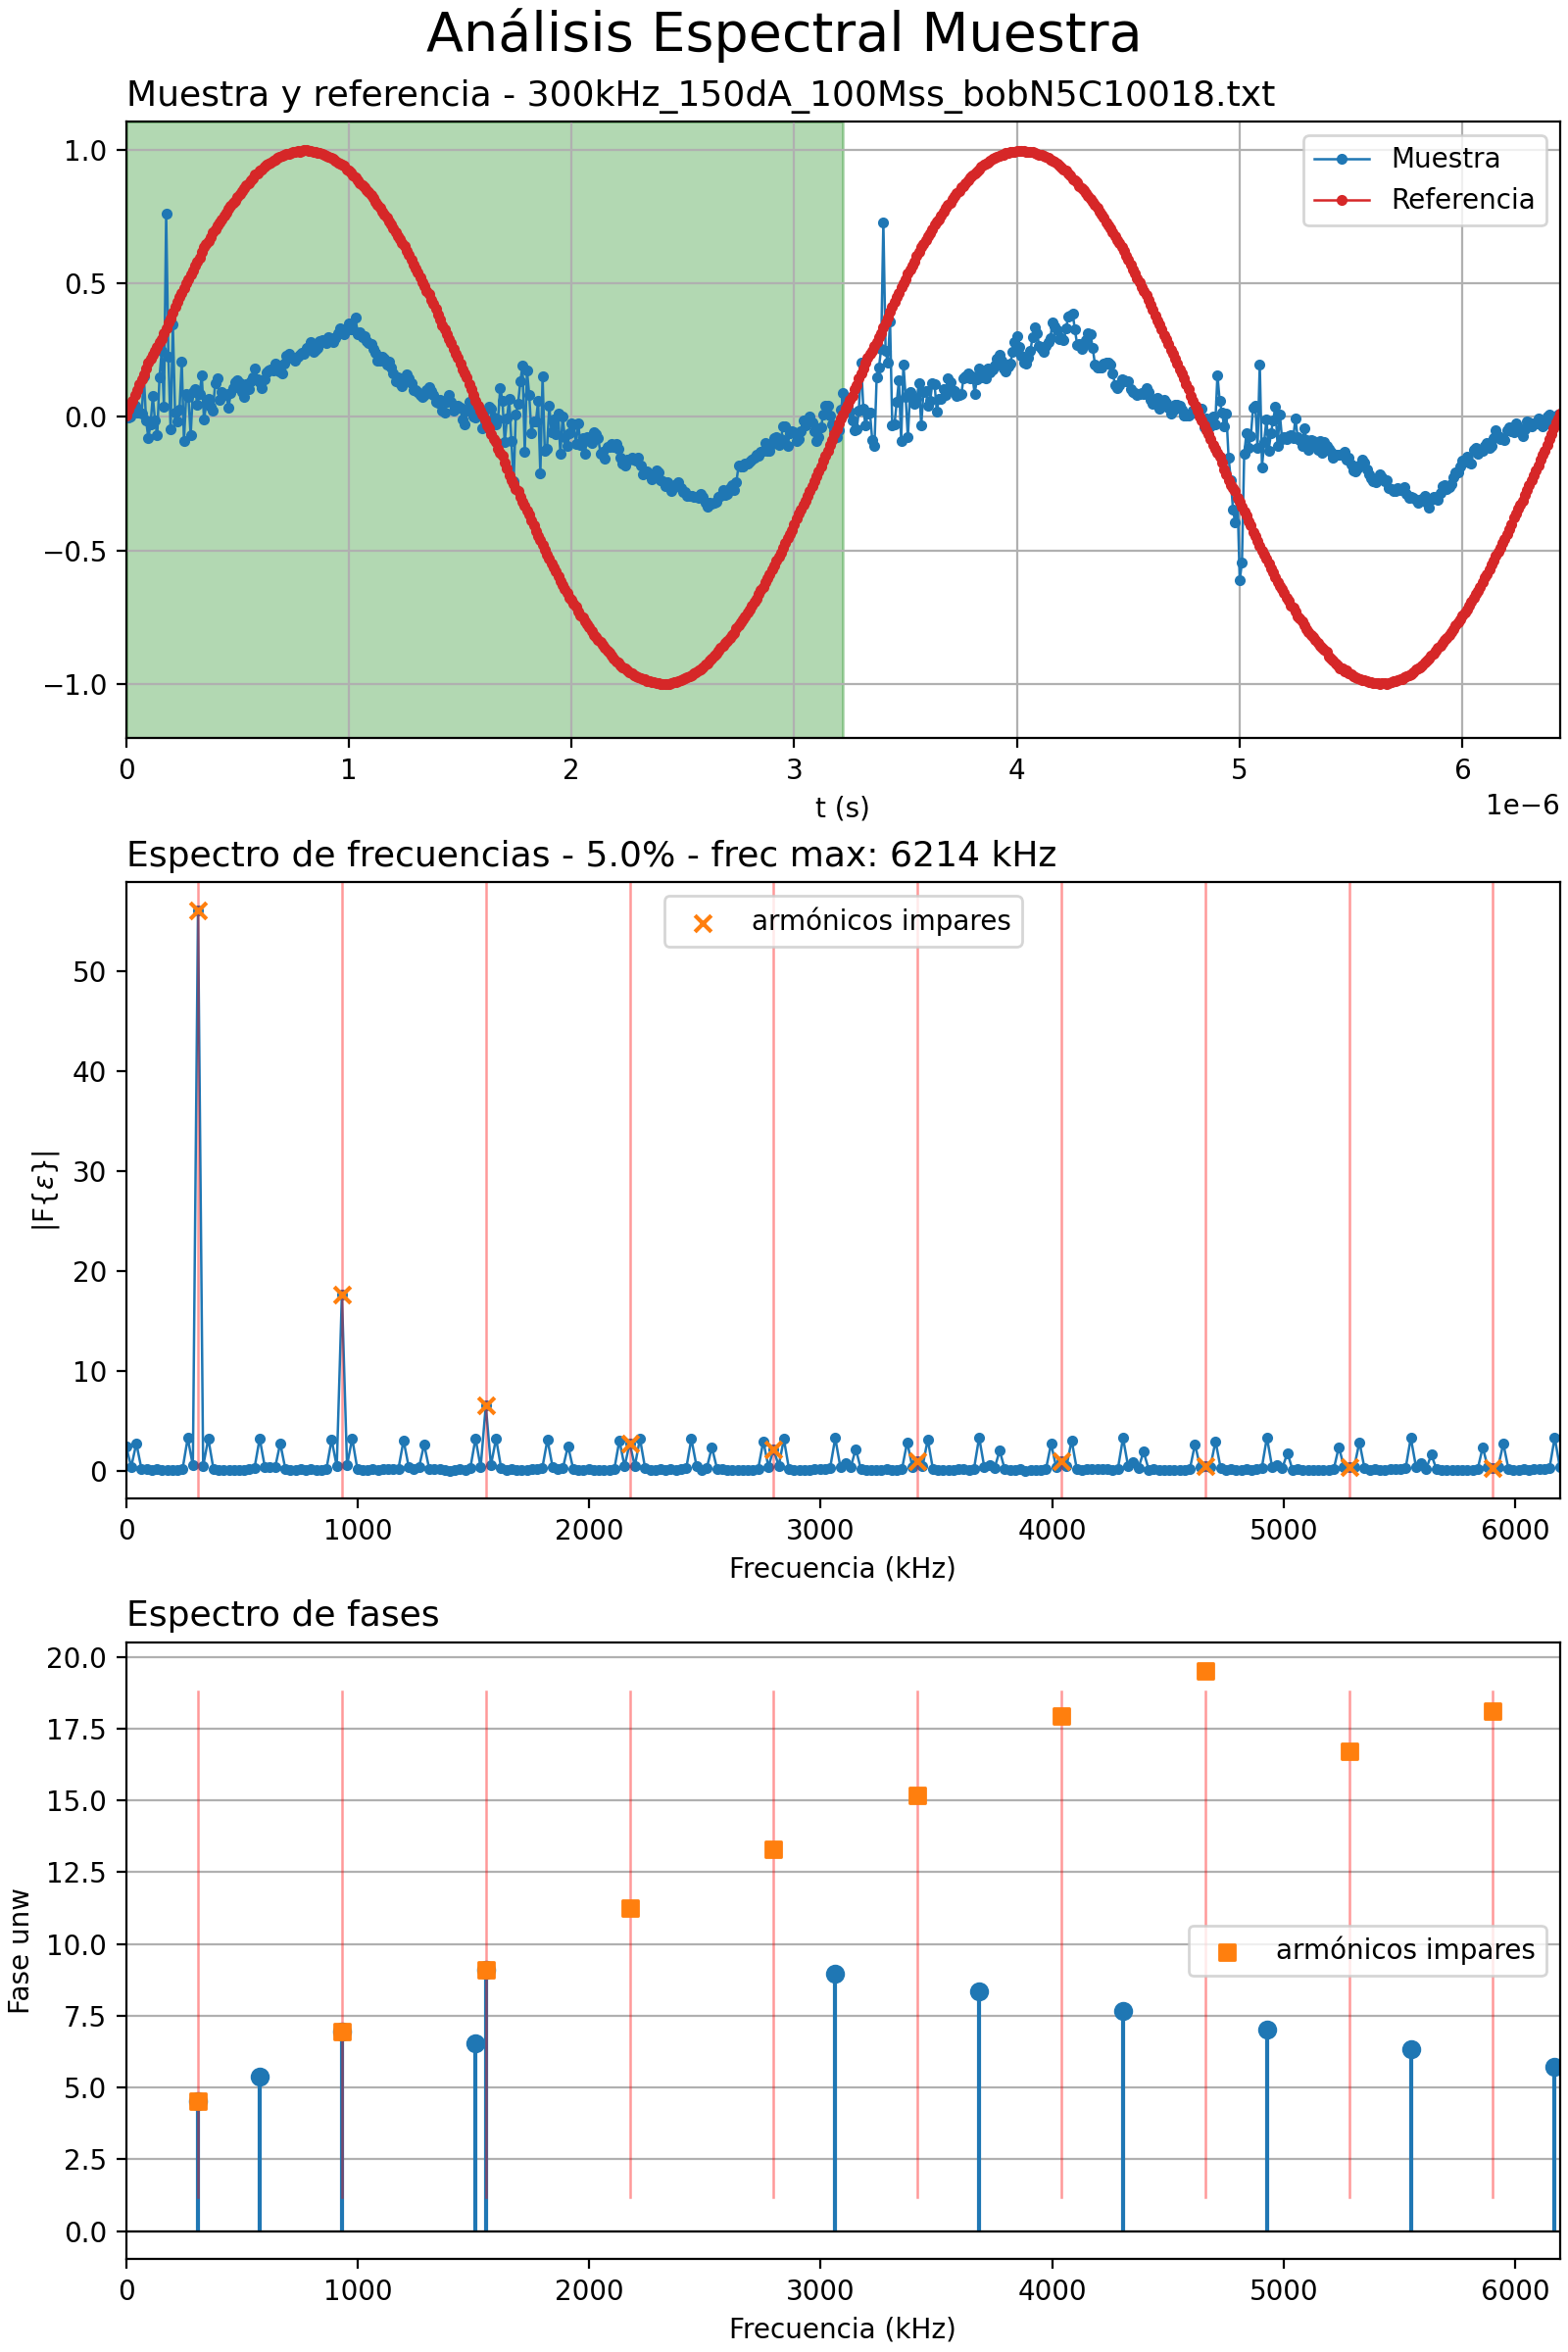 Análisis Espectral Muestra
Muestra y referencia - 300kHz_150dA_100Mss_bobN5C10018.txt
1.0
0.5
0.0
−0.5
−1.0
Muestra
Referencia
0 1 2 3 4 5 6
1e−6
t (s)
Espectro de frecuencias - 5.0% - frec max: 6214 kHz
armónicos impares
50
40
30
20
10
0
|F{ε}|
0 1000 2000 3000 4000 5000 6000
Frecuencia (kHz)
Espectro de fases
20.0
17.5
15.0
12.5
10.0
7.5
5.0
2.5
0.0
Fase unw
armónicos impares
0 1000 2000 3000 4000 5000 6000
Frecuencia (kHz)